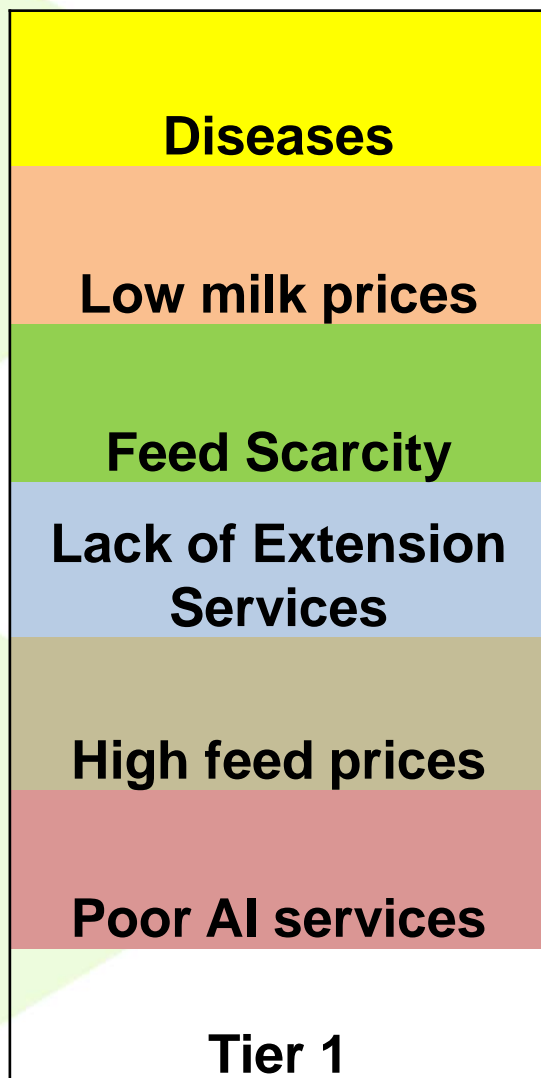 Diseases
Low milk prices
Feed Scarcity
Lack of Extension
Services
High feed prices
Poor AI services
Tier 1